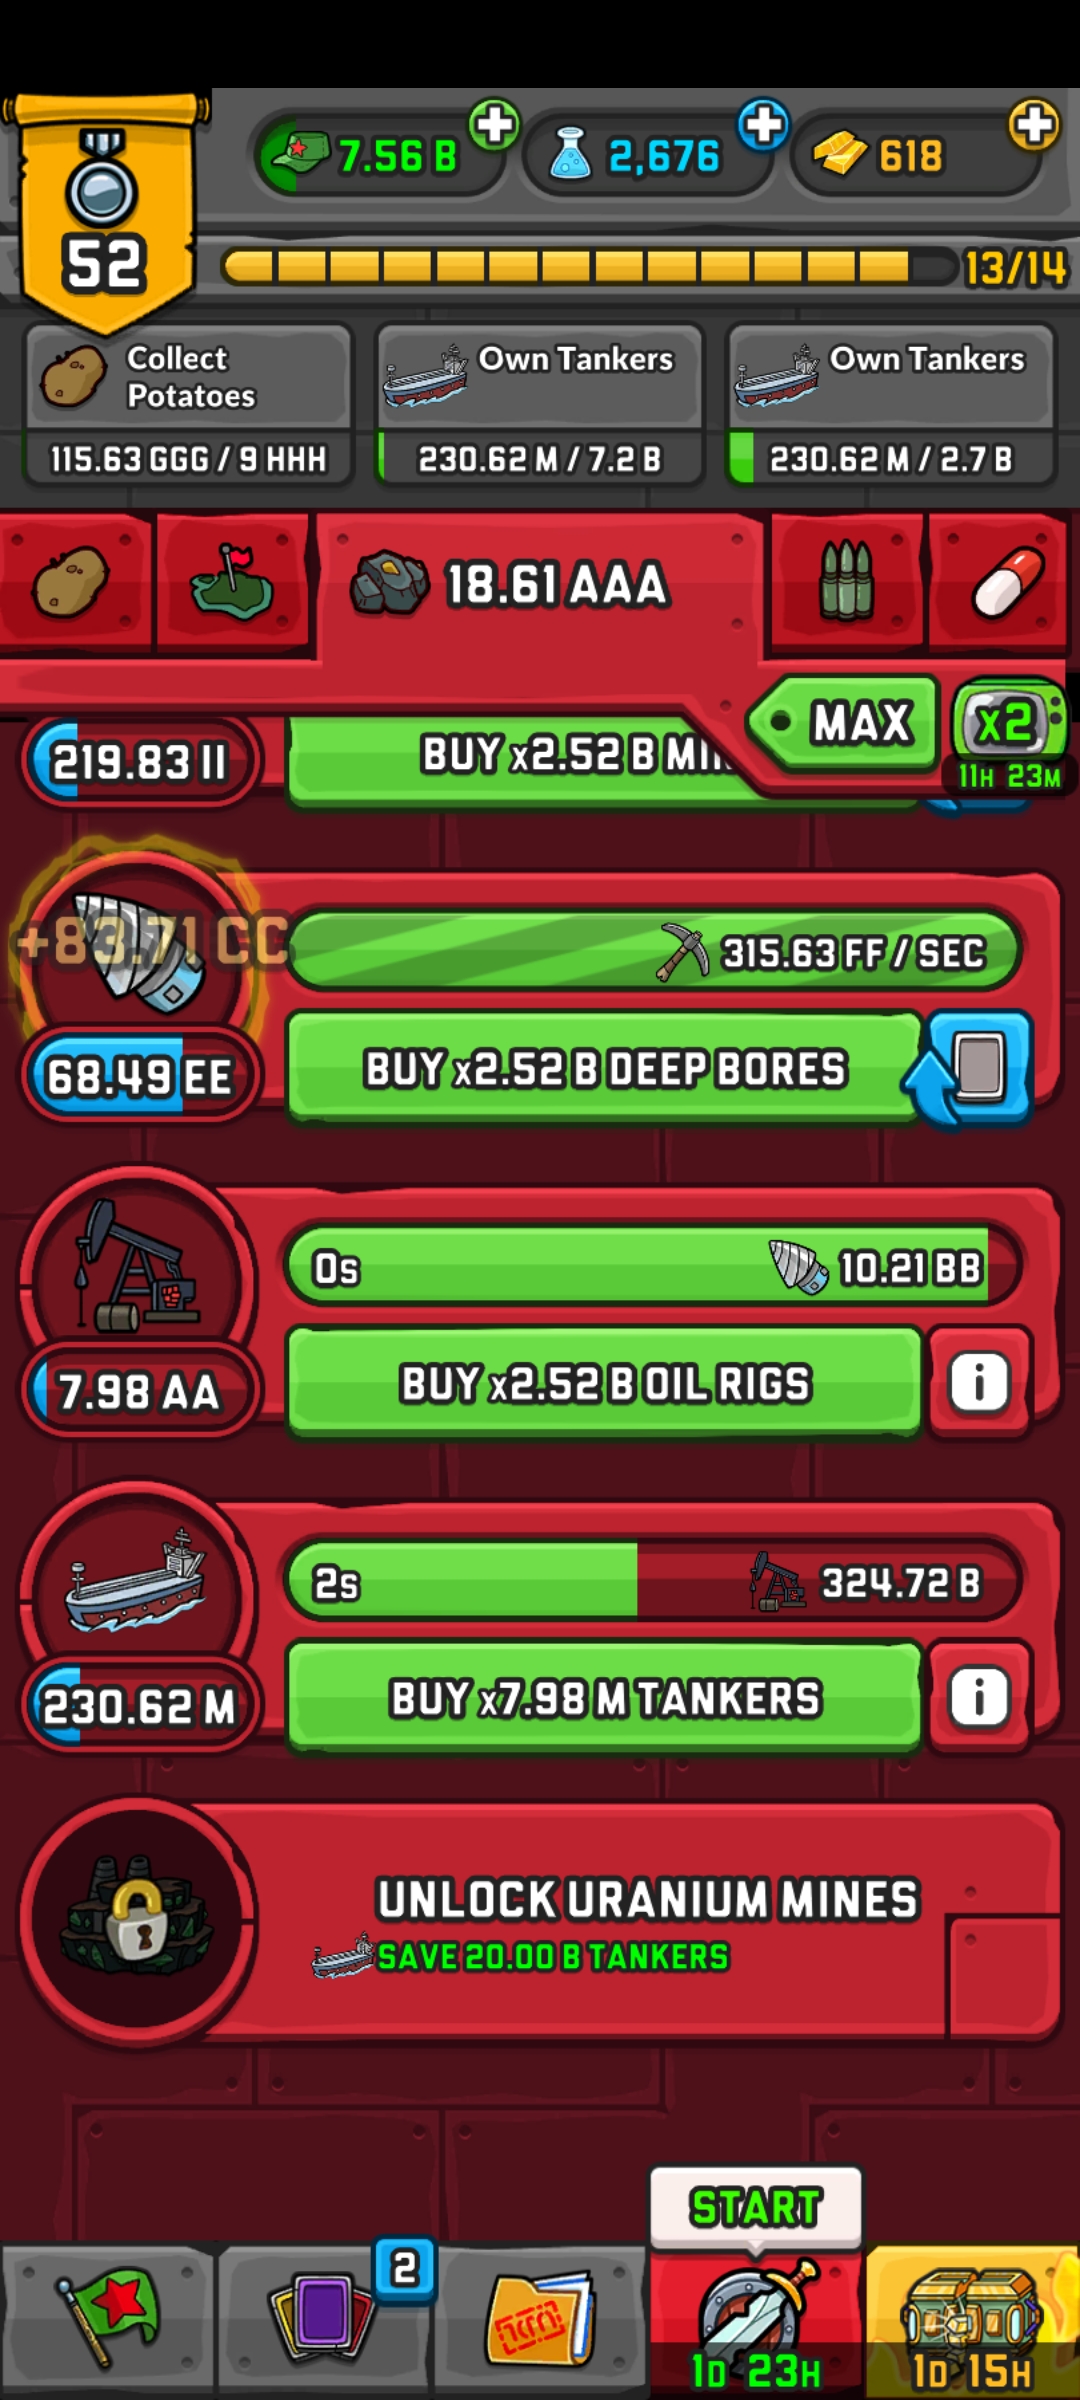 7.56 B
2,676
618
52
13/14
Collect
Potatoes
115.63 GGG / 9 HHH
Own Tankers
230.62 M / 7.2 B
Own Tankers
230.62 M / 2.7 B
18.61 AAA
MAX
x2
11H 23M
219.83 II
BUY x2.52 B
+83.71 CC
315.63 FF / SEC
68.49 EE
BUY x2.52 B DEEP BORES
0s
10.21 BB
7.98 AA
BUY x2.52 B OIL RIGS
i
2s
324.72 B
230.62 M
BUY x7.98 M TANKERS
i
UNLOCK URANIUM MINES
SAVE 20.00 B TANKERS
START
2
1D 23H
1D 15H